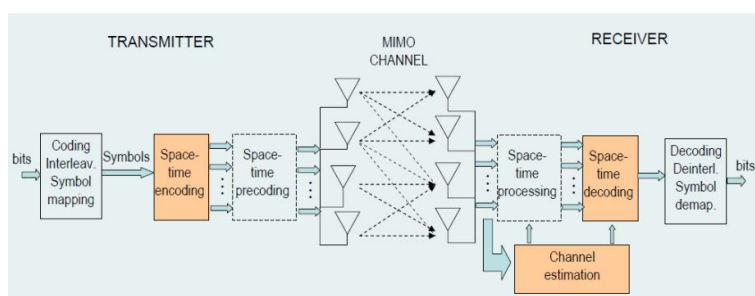 TRANSMITTER
MIMO
CHANNEL
RECEIVER
bits
Coding
Interleav.
Symbol
mapping
Symbols
Space-
time
encoding
Space-
time
precoding
Space-
time
processing
Space-
time
decoding
Decoding
Deinterl.
Symbol
demap.
bits
Channel
estimation